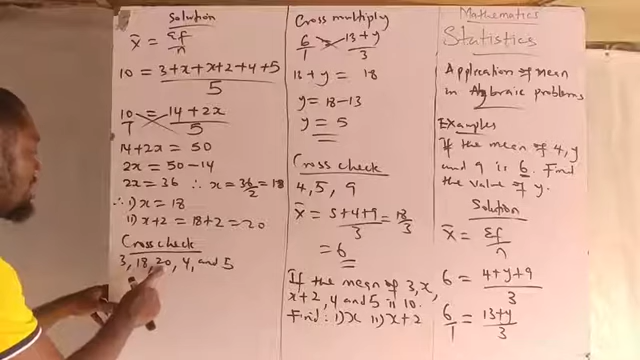 Mathematics
Statistics
Application of mean
in Algebraic problems
Examples
If the mean of 4, y
and 9 is 6. Find
the value of y.
Solution
x̄ = Σf/n
6 = (4+y+9)/3
6/1 = (13+y)/3
Cross multiply
6/1 = (13+y)/3
13+y = 18
y = 18-13
y = 5
Cross check
4, 5, 9
x̄ = (5+4+9)/3 = 18/3
= 6
If the mean of 3, x,
x+2, 4 and 5 is 10.
Find: i) x ii) x+2
Solution
x̄ = Σf/n
10 = (3+x+x+2+4+5)/5
10/1 = (14+2x)/5
14+2x = 50
2x = 50-14
2x = 36 ∴ x = 36/2 = 18
∴ i) x = 18
ii) x+2 = 18+2 = 20
Cross check
3, 18, 20, 4, and 5